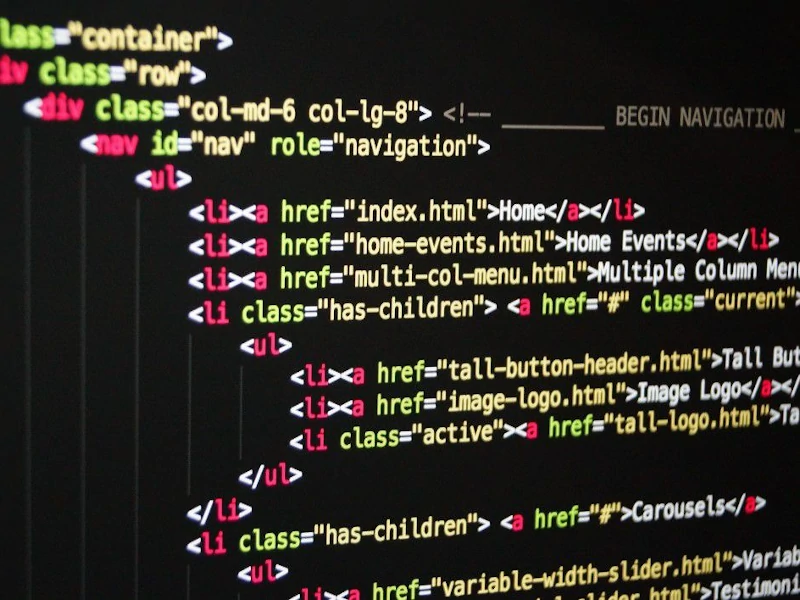 lass="container">
iv class="row">
<div class="col-md-6 col-lg-8"> <!-- __________ BEGIN NAVIGATION _
<nav id="nav" role="navigation">
<ul>
<li><a href="index.html">Home</a></li>
<li><a href="home-events.html">Home Events</a></li>
<li><a href="multi-col-menu.html">Multiple Column Menu
<li class="has-children"> <a href="#" class="current">
<ul>
<li><a href="tall-button-header.html">Tall But
<li><a href="image-logo.html">Image Logo</a></
<li class="active"><a href="tall-logo.html">Ta
</ul>
</li>
<li class="has-children"> <a href="#">Carousels</a>
<ul>
<li><a href="variable-width-slider.html">Variab
slider.html">Testimoni